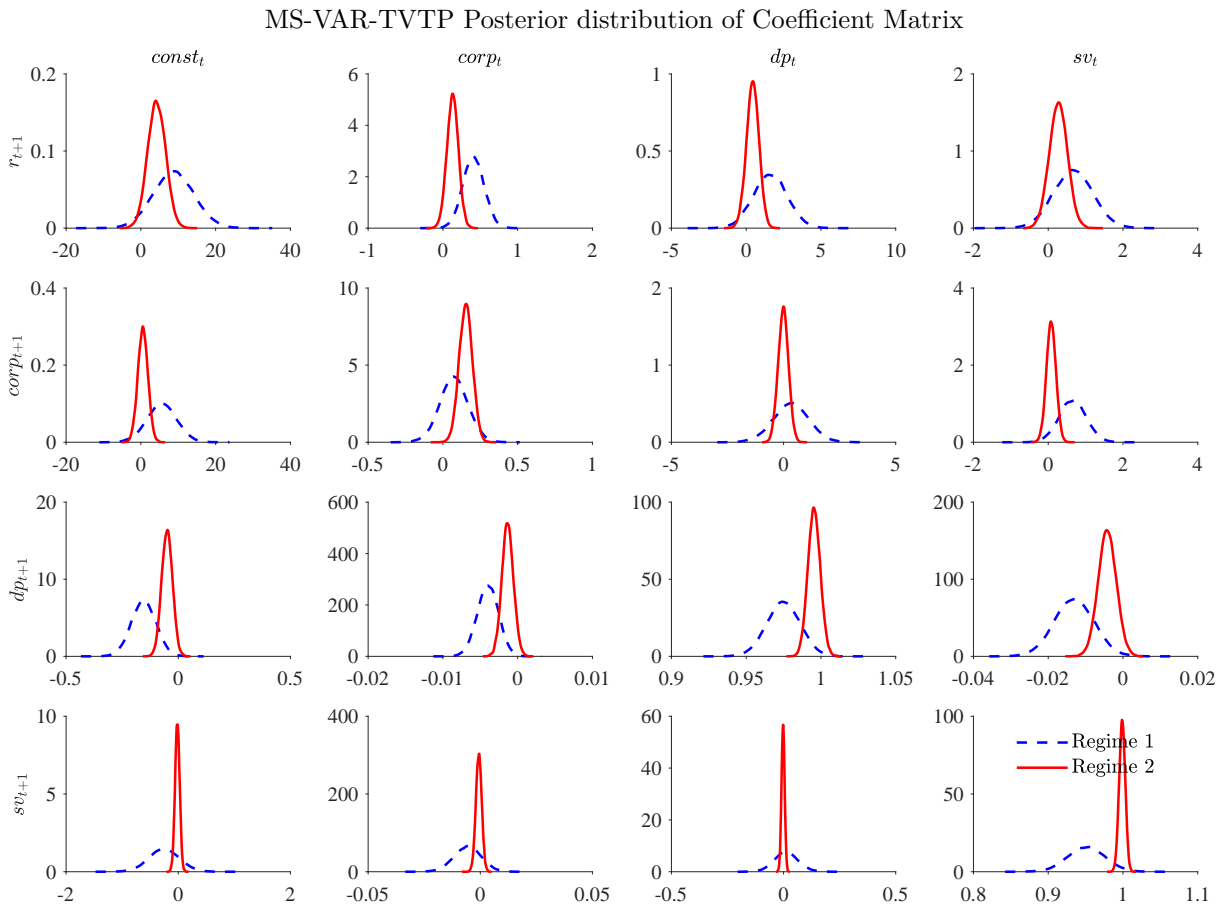 MS-VAR-TVTP Posterior distribution of Coefficient Matrix
const_t corp_t dp_t sv_t
r_{t+1}
0.2 0.1 0
-20 0 20 40
6 4 2 0
-1 0 1 2
1 0.5 0
-5 0 5 10
2 1 0
-2 0 2 4
corp_{t+1}
0.4 0.2 0
-20 0 20 40
10 5 0
-0.5 0 0.5 1
2 1 0
-5 0 5
4 2 0
-2 0 2 4
dp_{t+1}
20 10 0
-0.5 0 0.5
600 400 200 0
-0.02 -0.01 0 0.01
100 50 0
0.9 0.95 1 1.05
200 100 0
-0.04 -0.02 0 0.02
sv_{t+1}
10 5 0
-2 0 2
400 200 0
-0.05 0 0.05
60 40 20 0
-0.5 0 0.5
100 50 0
0.8 0.9 1 1.1
Regime 1
Regime 2